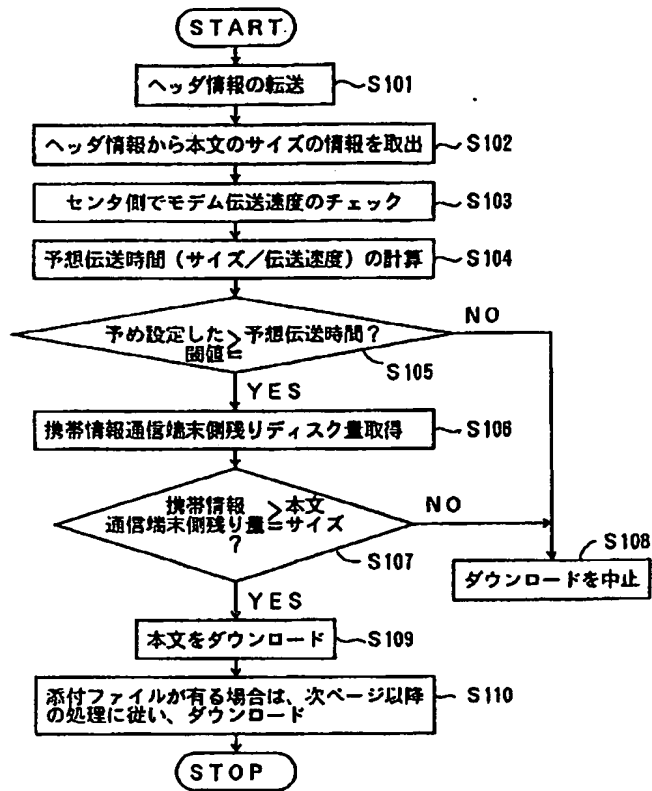 START
ヘッダ情報の転送 S101
ヘッダ情報から本文のサイズの情報を取出 S102
センタ側でモデム伝送速度のチェック S103
予想伝送時間(サイズ/伝送速度)の計算 S104
予め設定した閾値 ≧ 予想伝送時間?
NO
S105
YES
携帯情報通信端末側残りディスク量取得 S106
携帯情報通信端末側残り量 ≧ 本文サイズ
?
NO
S107
S108
ダウンロードを中止
YES
本文をダウンロード S109
添付ファイルが有る場合は、次ページ以降 S110
の処理に従い、ダウンロード
STOP